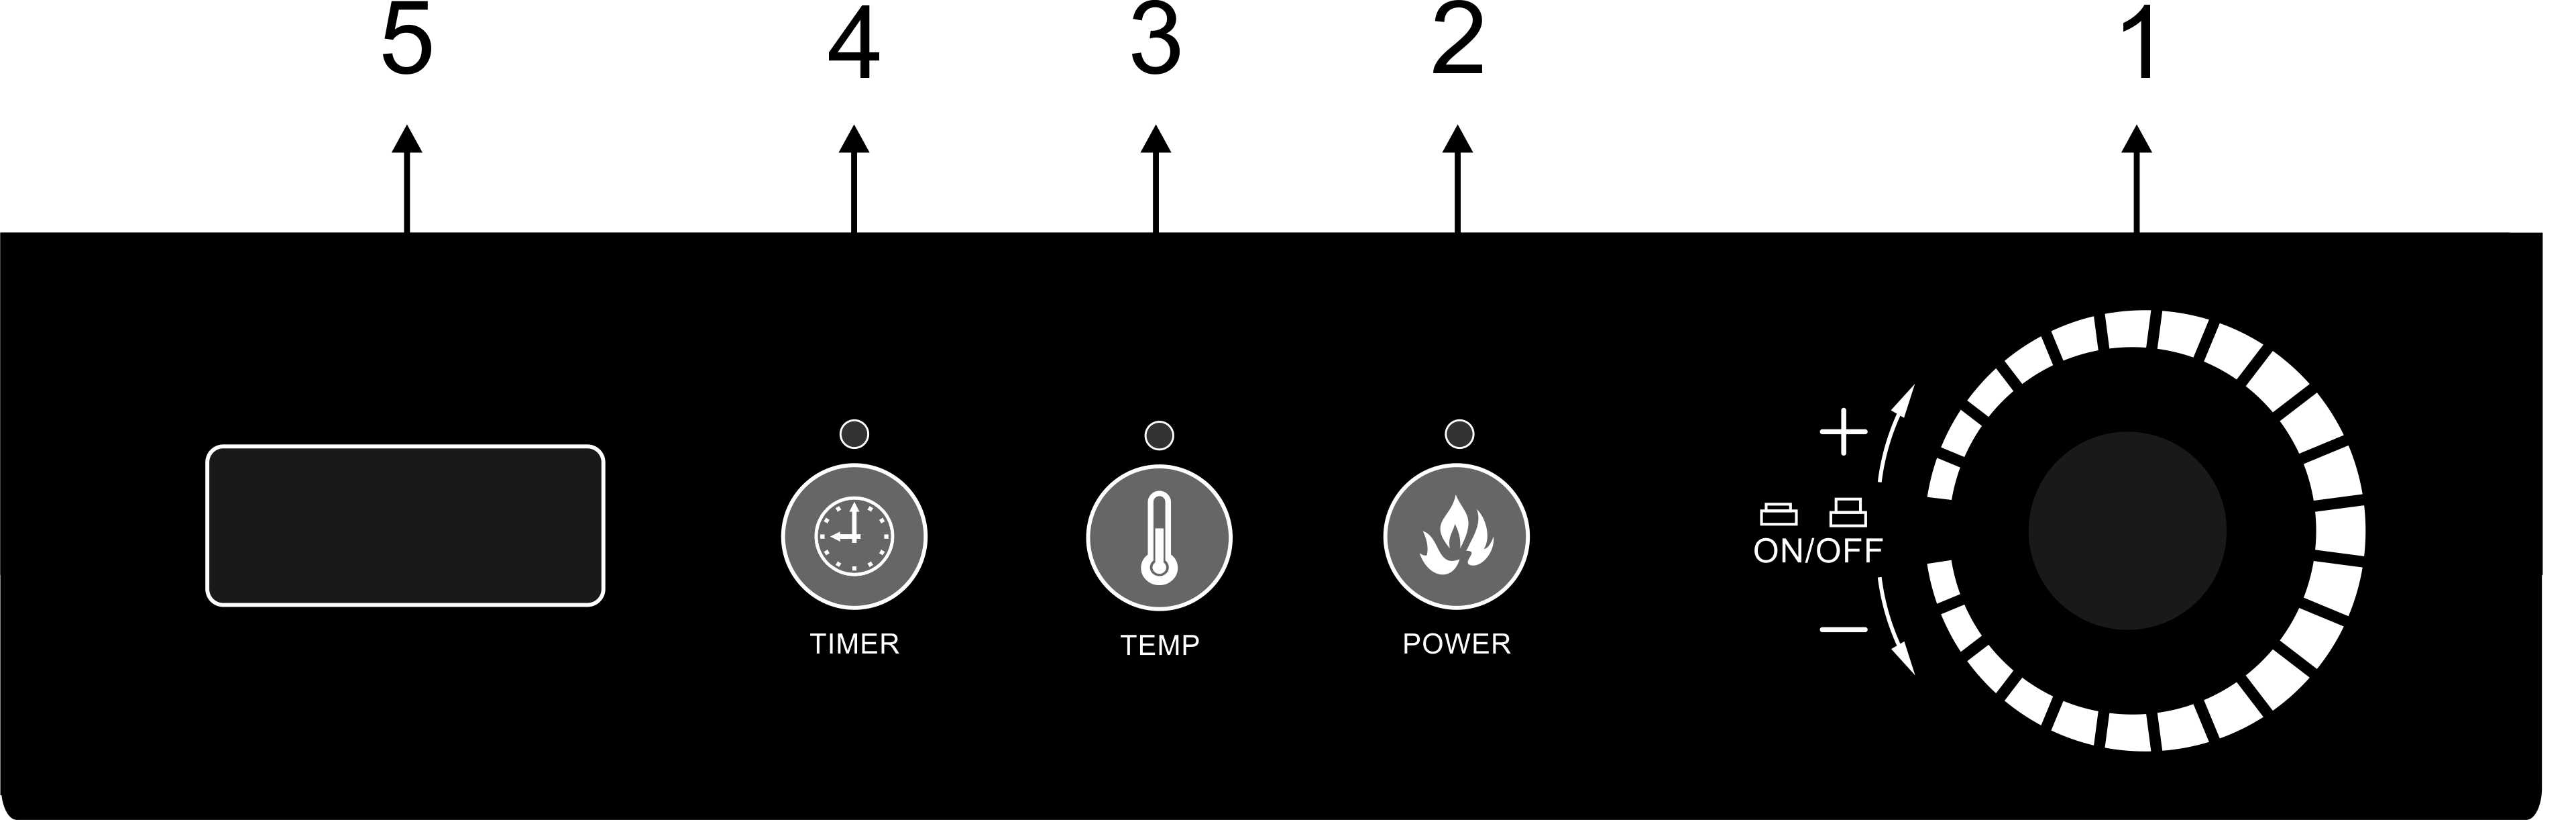 5 4 3 2 1
+
ON/OFF
−
TIMER TEMP POWER